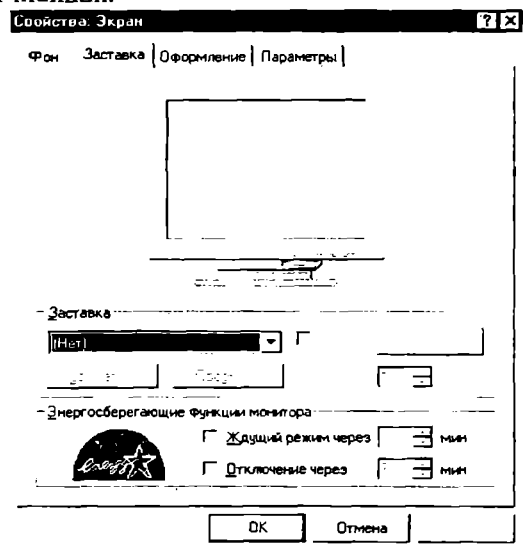 Свойства: Экран
Фон Заставка Оформление Параметры
Заставка
(Нет)
Энергосберегающие функции монитора
Ждущий режим через мин
energy
Отключение через мин
OK Отмена